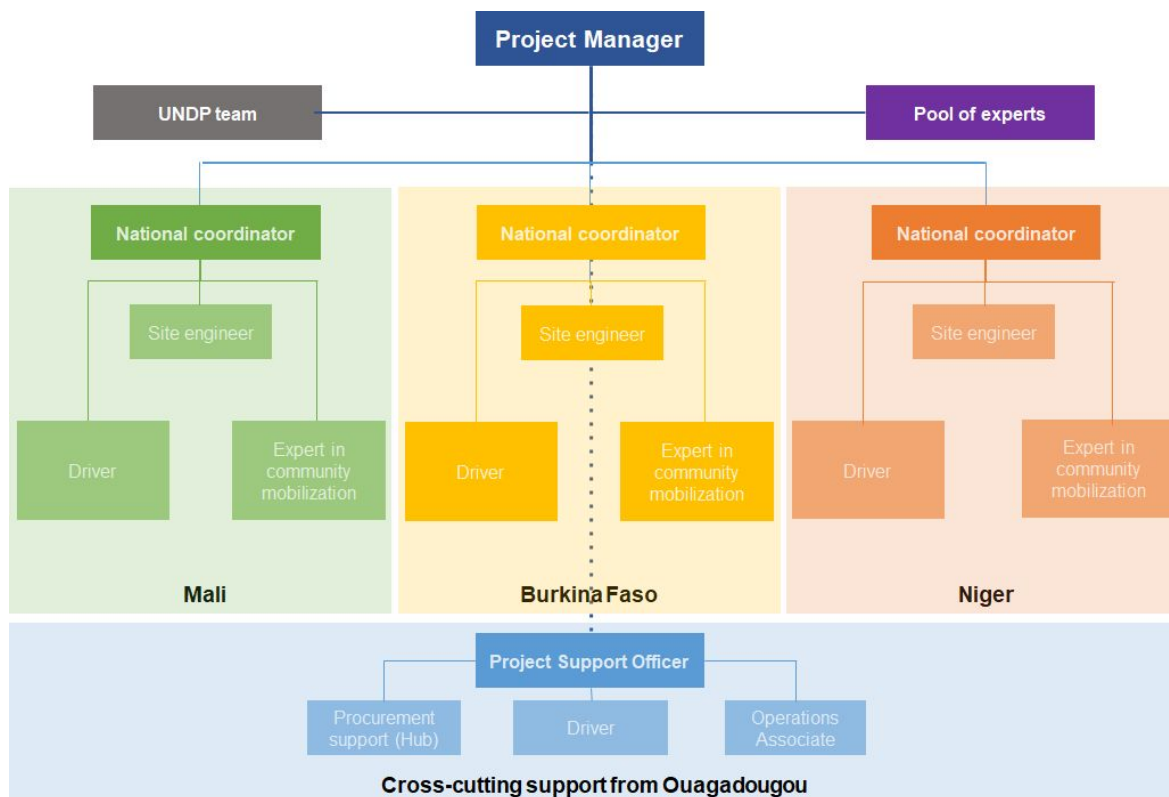 Project Manager
UNDP team
Pool of experts
National coordinator
National coordinator
National coordinator
Site engineer
Site engineer
Site engineer
Driver
Expert in
community
mobilization
Driver
Expert in
community
mobilization
Driver
Expert in
community
mobilization
Mali
Burkina Faso
Niger
Project Support Officer
Procurement
support (Hub)
Driver
Operations
Associate
Cross-cutting support from Ouagadougou